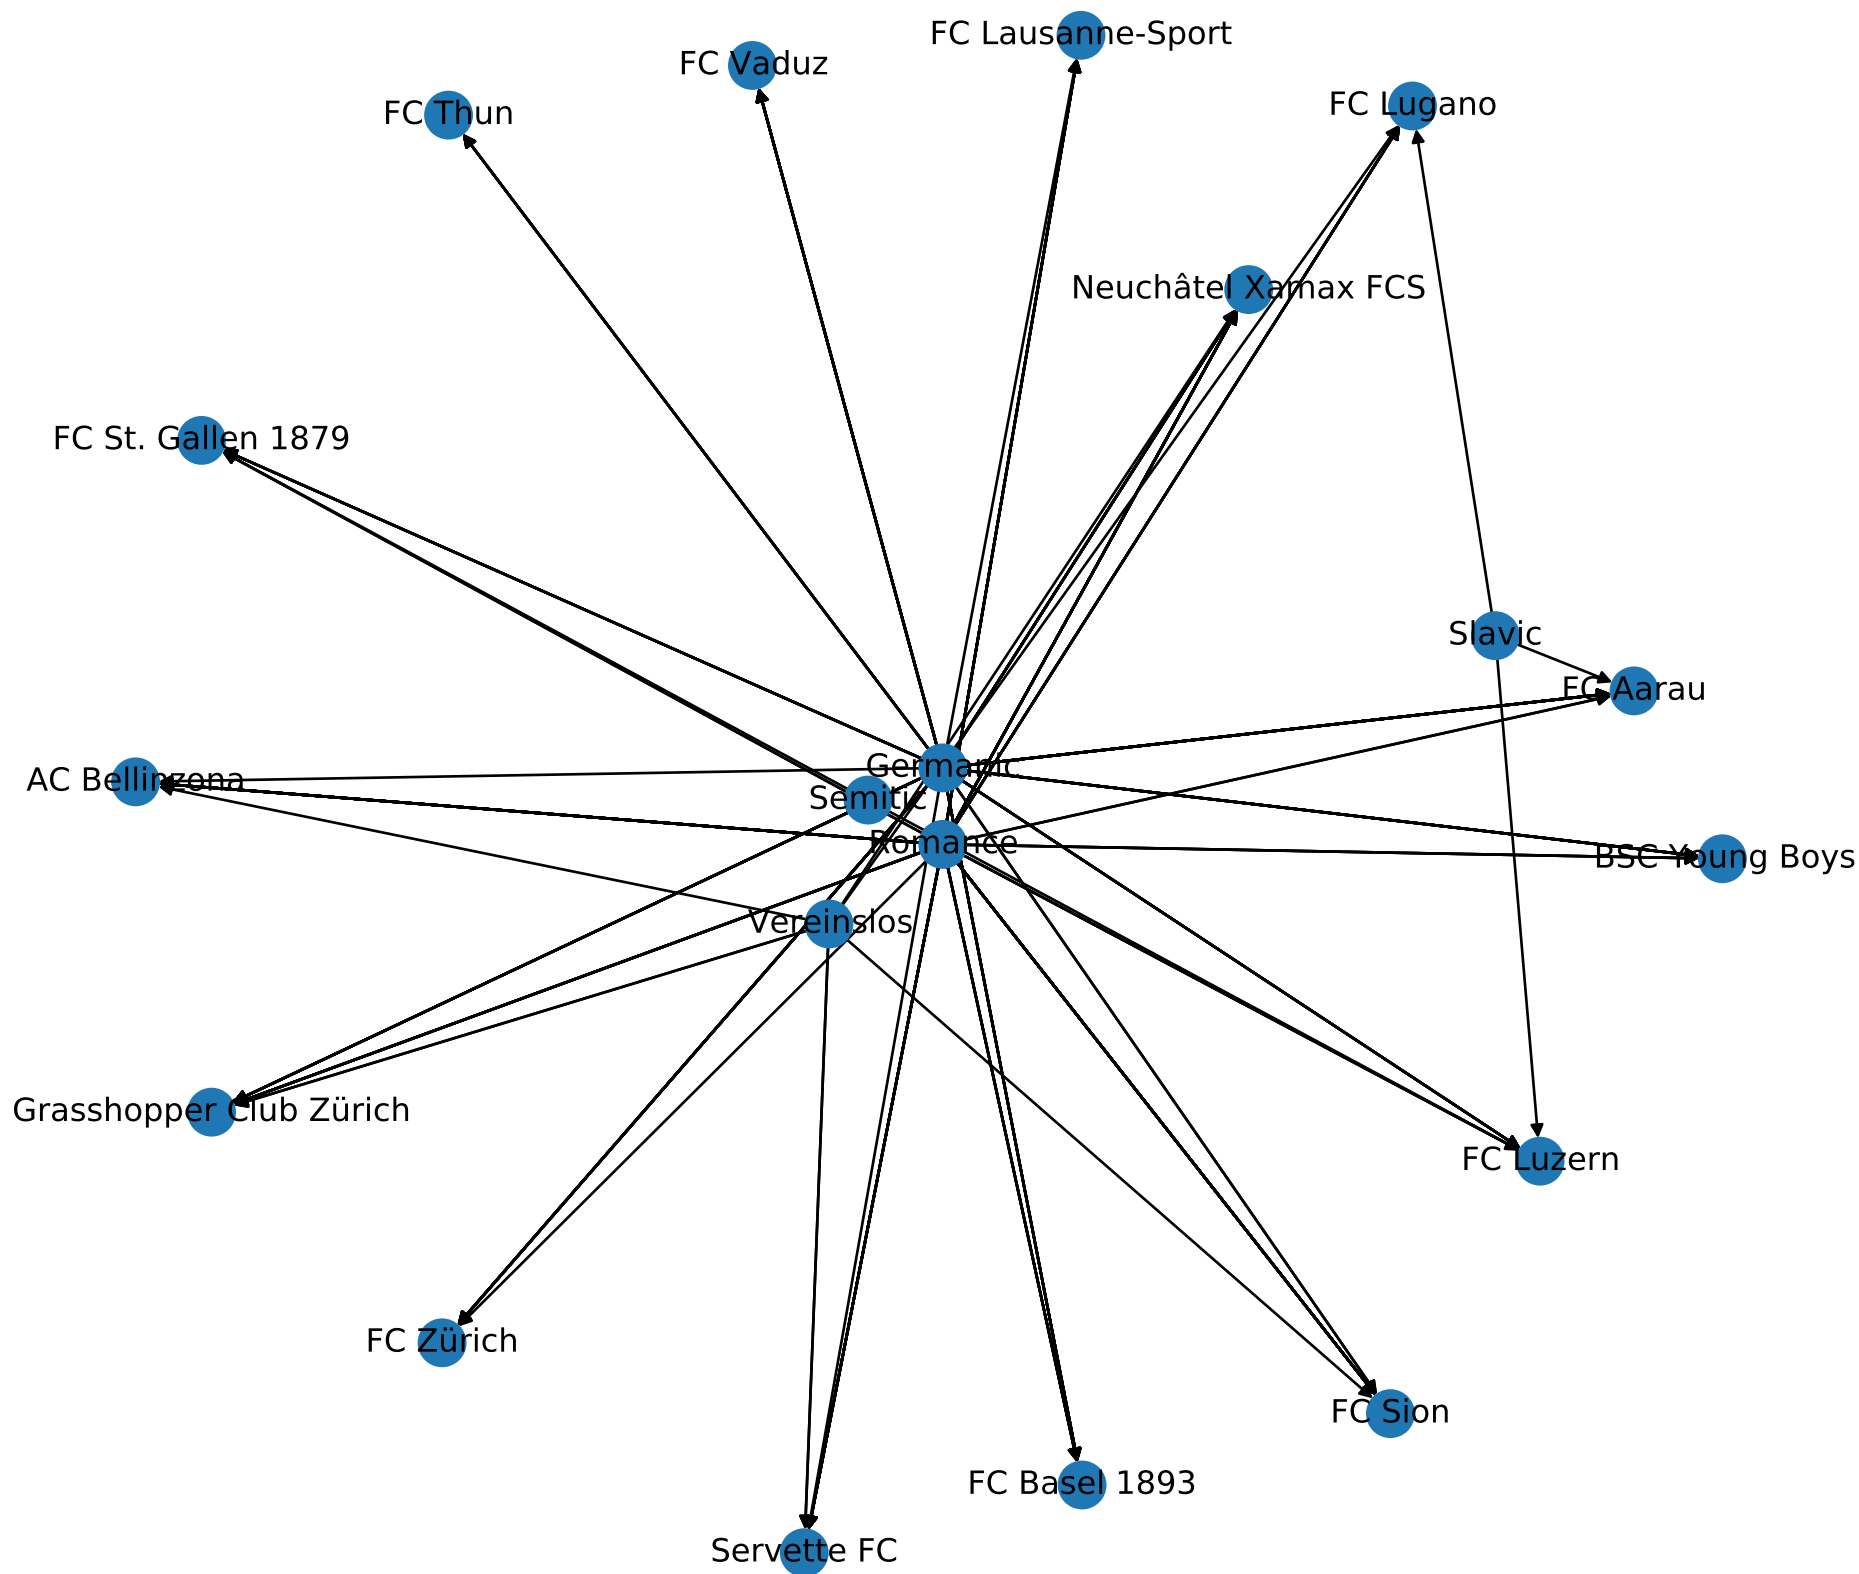 FC Lausanne-Sport
FC Vaduz
FC Lugano
FC Thun
Neuchâtel Xamax FCS
FC St. Gallen 1879
Slavic
FC Aarau
Germanic
AC Bellinzona
Semitic
Romance
BSC Young Boys
Vereinslos
Grasshopper Club Zürich
FC Luzern
FC Zürich
FC Sion
FC Basel 1893
Servette FC